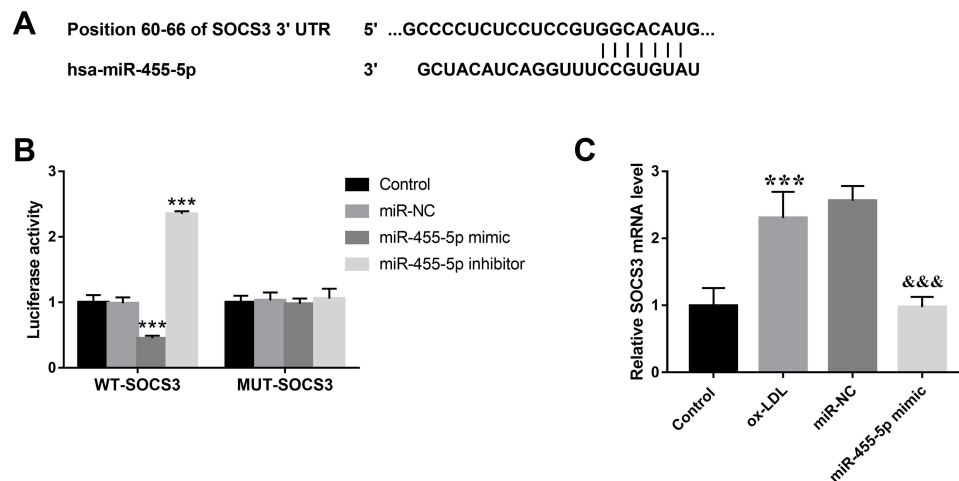 A
Position 60-66 of SOCS3 3' UTR 5' ...GCCCCUCUCCUCCGUGGCACAUG...
hsa-miR-455-5p 3' GCUACAUCAGGUUUCCGUGUAU
B
Luciferase activity
3
2
1
0
***
***
WT-SOCS3
MUT-SOCS3
Control
miR-NC
miR-455-5p mimic
miR-455-5p inhibitor
C
Relative SOCS3 mRNA level
3
2
1
0
***
&&&
Control
ox-LDL
miR-NC
miR-455-5p mimic